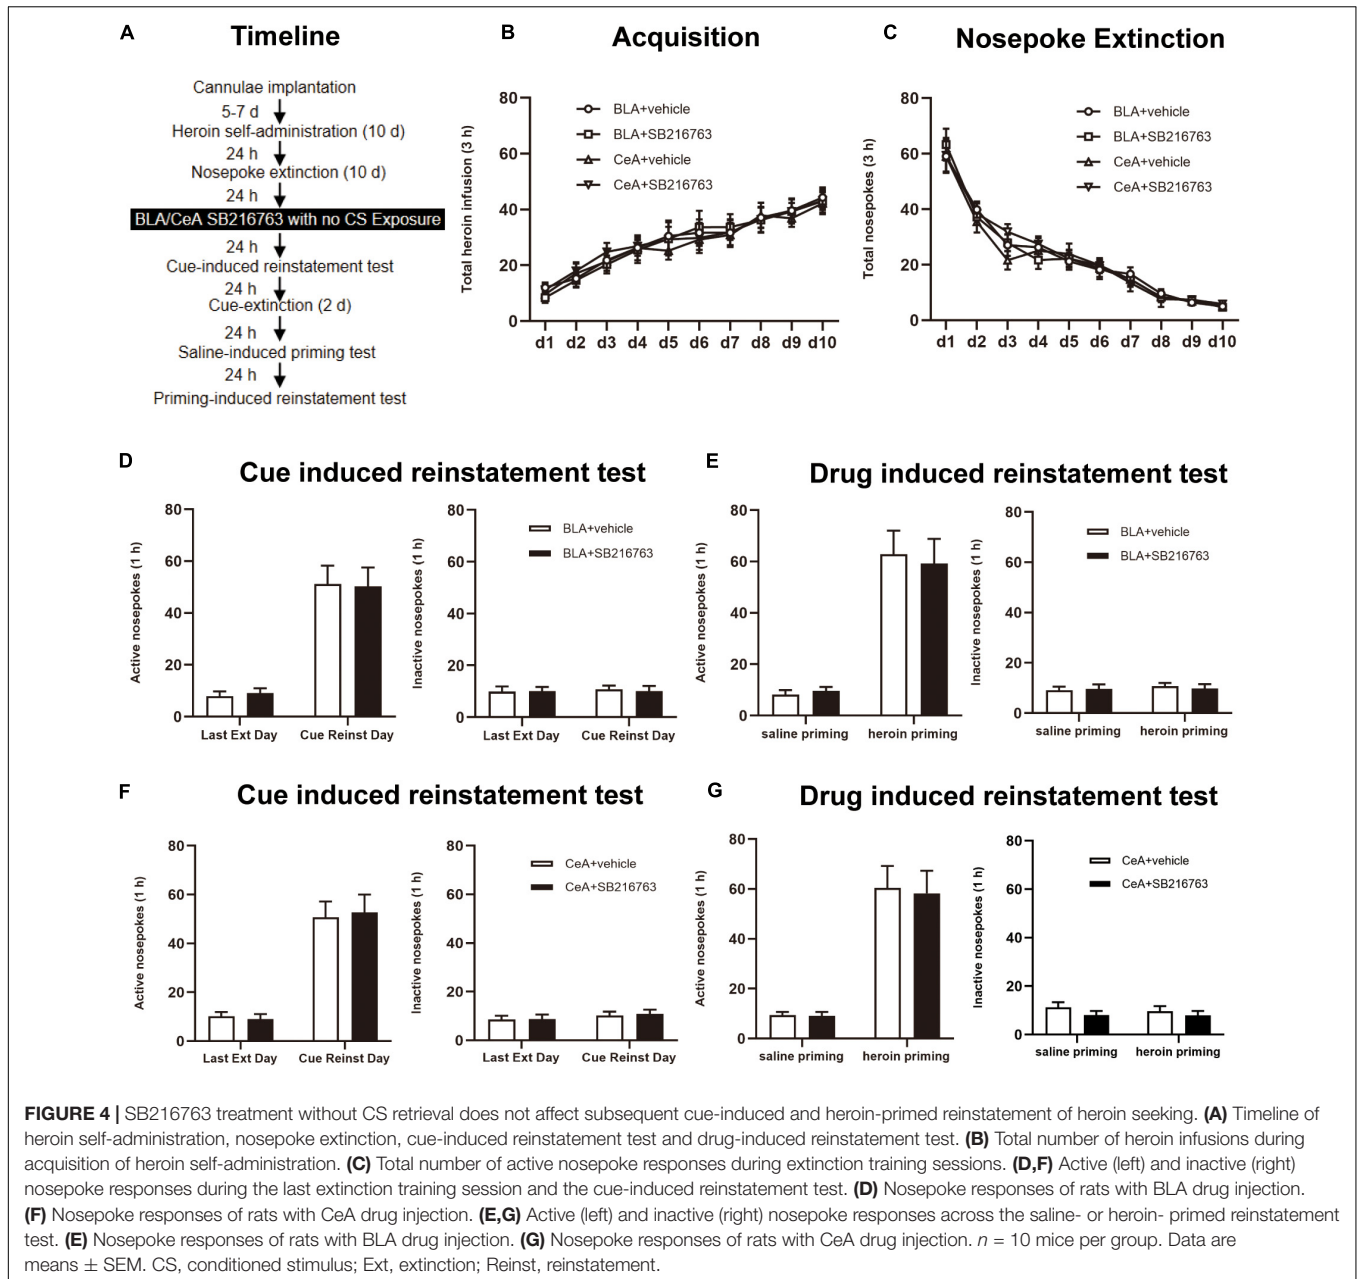 A
Timeline
Cannulae implantation
5-7 d
Heroin self-administration (10 d)
24 h
Nosepoke extinction (10 d)
24 h
BLA/CeA SB216763 with no CS Exposure
24 h
Cue-induced reinstatement test
24 h
Cue-extinction (2 d)
24 h
Saline-induced priming test
24 h
Priming-induced reinstatement test
B
Acquisition
Total heroin infusion (3 h)
80
60
40
20
0
BLA+vehicle
BLA+SB216763
CeA+vehicle
CeA+SB216763
d1 d2 d3 d4 d5 d6 d7 d8 d9 d10
C
Nosepoke Extinction
Total nosepokes (3 h)
80
60
40
20
0
BLA+vehicle
BLA+SB216763
CeA+vehicle
CeA+SB216763
d1 d2 d3 d4 d5 d6 d7 d8 d9 d10
D
Cue induced reinstatement test
Active nosepokes (1 h)
80
60
40
20
0
Last Ext Day Cue Reinst Day
Inactive nosepokes (1 h)
80
60
40
20
0
BLA+vehicle
BLA+SB216763
Last Ext Day Cue Reinst Day
E
Drug induced reinstatement test
Active nosepokes (1 h)
80
60
40
20
0
saline priming heroin priming
Inactive nosepokes (1 h)
80
60
40
20
0
BLA+vehicle
BLA+SB216763
saline priming heroin priming
F
Cue induced reinstatement test
Active nosepokes (1 h)
80
60
40
20
0
Last Ext Day Cue Reinst Day
Inactive nosepokes (1 h)
80
60
40
20
0
CeA+vehicle
CeA+SB216763
Last Ext Day Cue Reinst Day
G
Drug induced reinstatement test
Active nosepokes (1 h)
80
60
40
20
0
saline priming heroin priming
Inactive nosepokes (1 h)
80
60
40
20
0
CeA+vehicle
CeA+SB216763
saline priming heroin priming
FIGURE 4 | SB216763 treatment without CS retrieval does not affect subsequent cue-induced and heroin-primed reinstatement of heroin seeking. (A) Timeline of
heroin self-administration, nosepoke extinction, cue-induced reinstatement test and drug-induced reinstatement test. (B) Total number of heroin infusions during
acquisition of heroin self-administration. (C) Total number of active nosepoke responses during extinction training sessions. (D,F) Active (left) and inactive (right)
nosepoke responses during the last extinction training session and the cue-induced reinstatement test. (D) Nosepoke responses of rats with BLA drug injection.
(F) Nosepoke responses of rats with CeA drug injection. (E,G) Active (left) and inactive (right) nosepoke responses across the saline- or heroin- primed reinstatement
test. (E) Nosepoke responses of rats with BLA drug injection. (G) Nosepoke responses of rats with CeA drug injection. n = 10 mice per group. Data are
means ± SEM. CS, conditioned stimulus; Ext, extinction; Reinst, reinstatement.